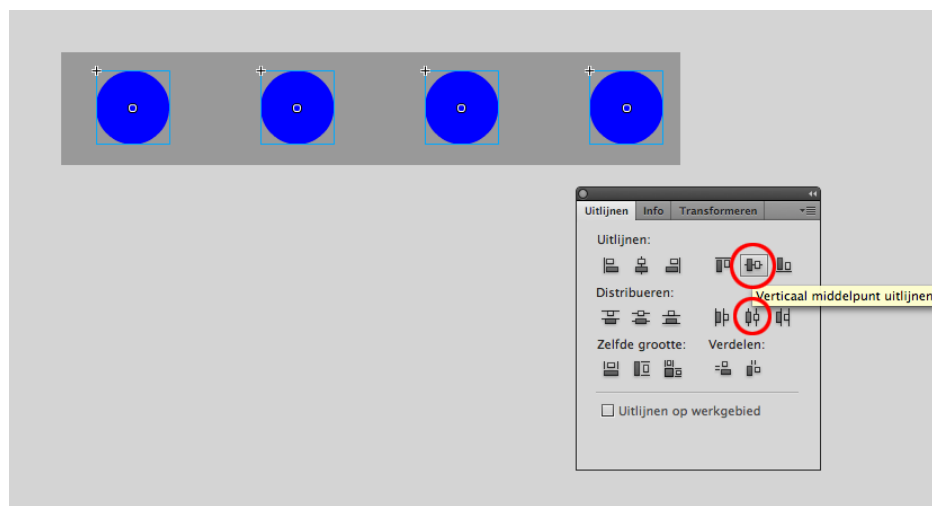 Uitlijnen Info Transformeren
Uitlijnen:
Verticaal middelpunt uitlijnen
Distribueren:
Zelfde grootte: Verdelen:
Uitlijnen op werkgebied